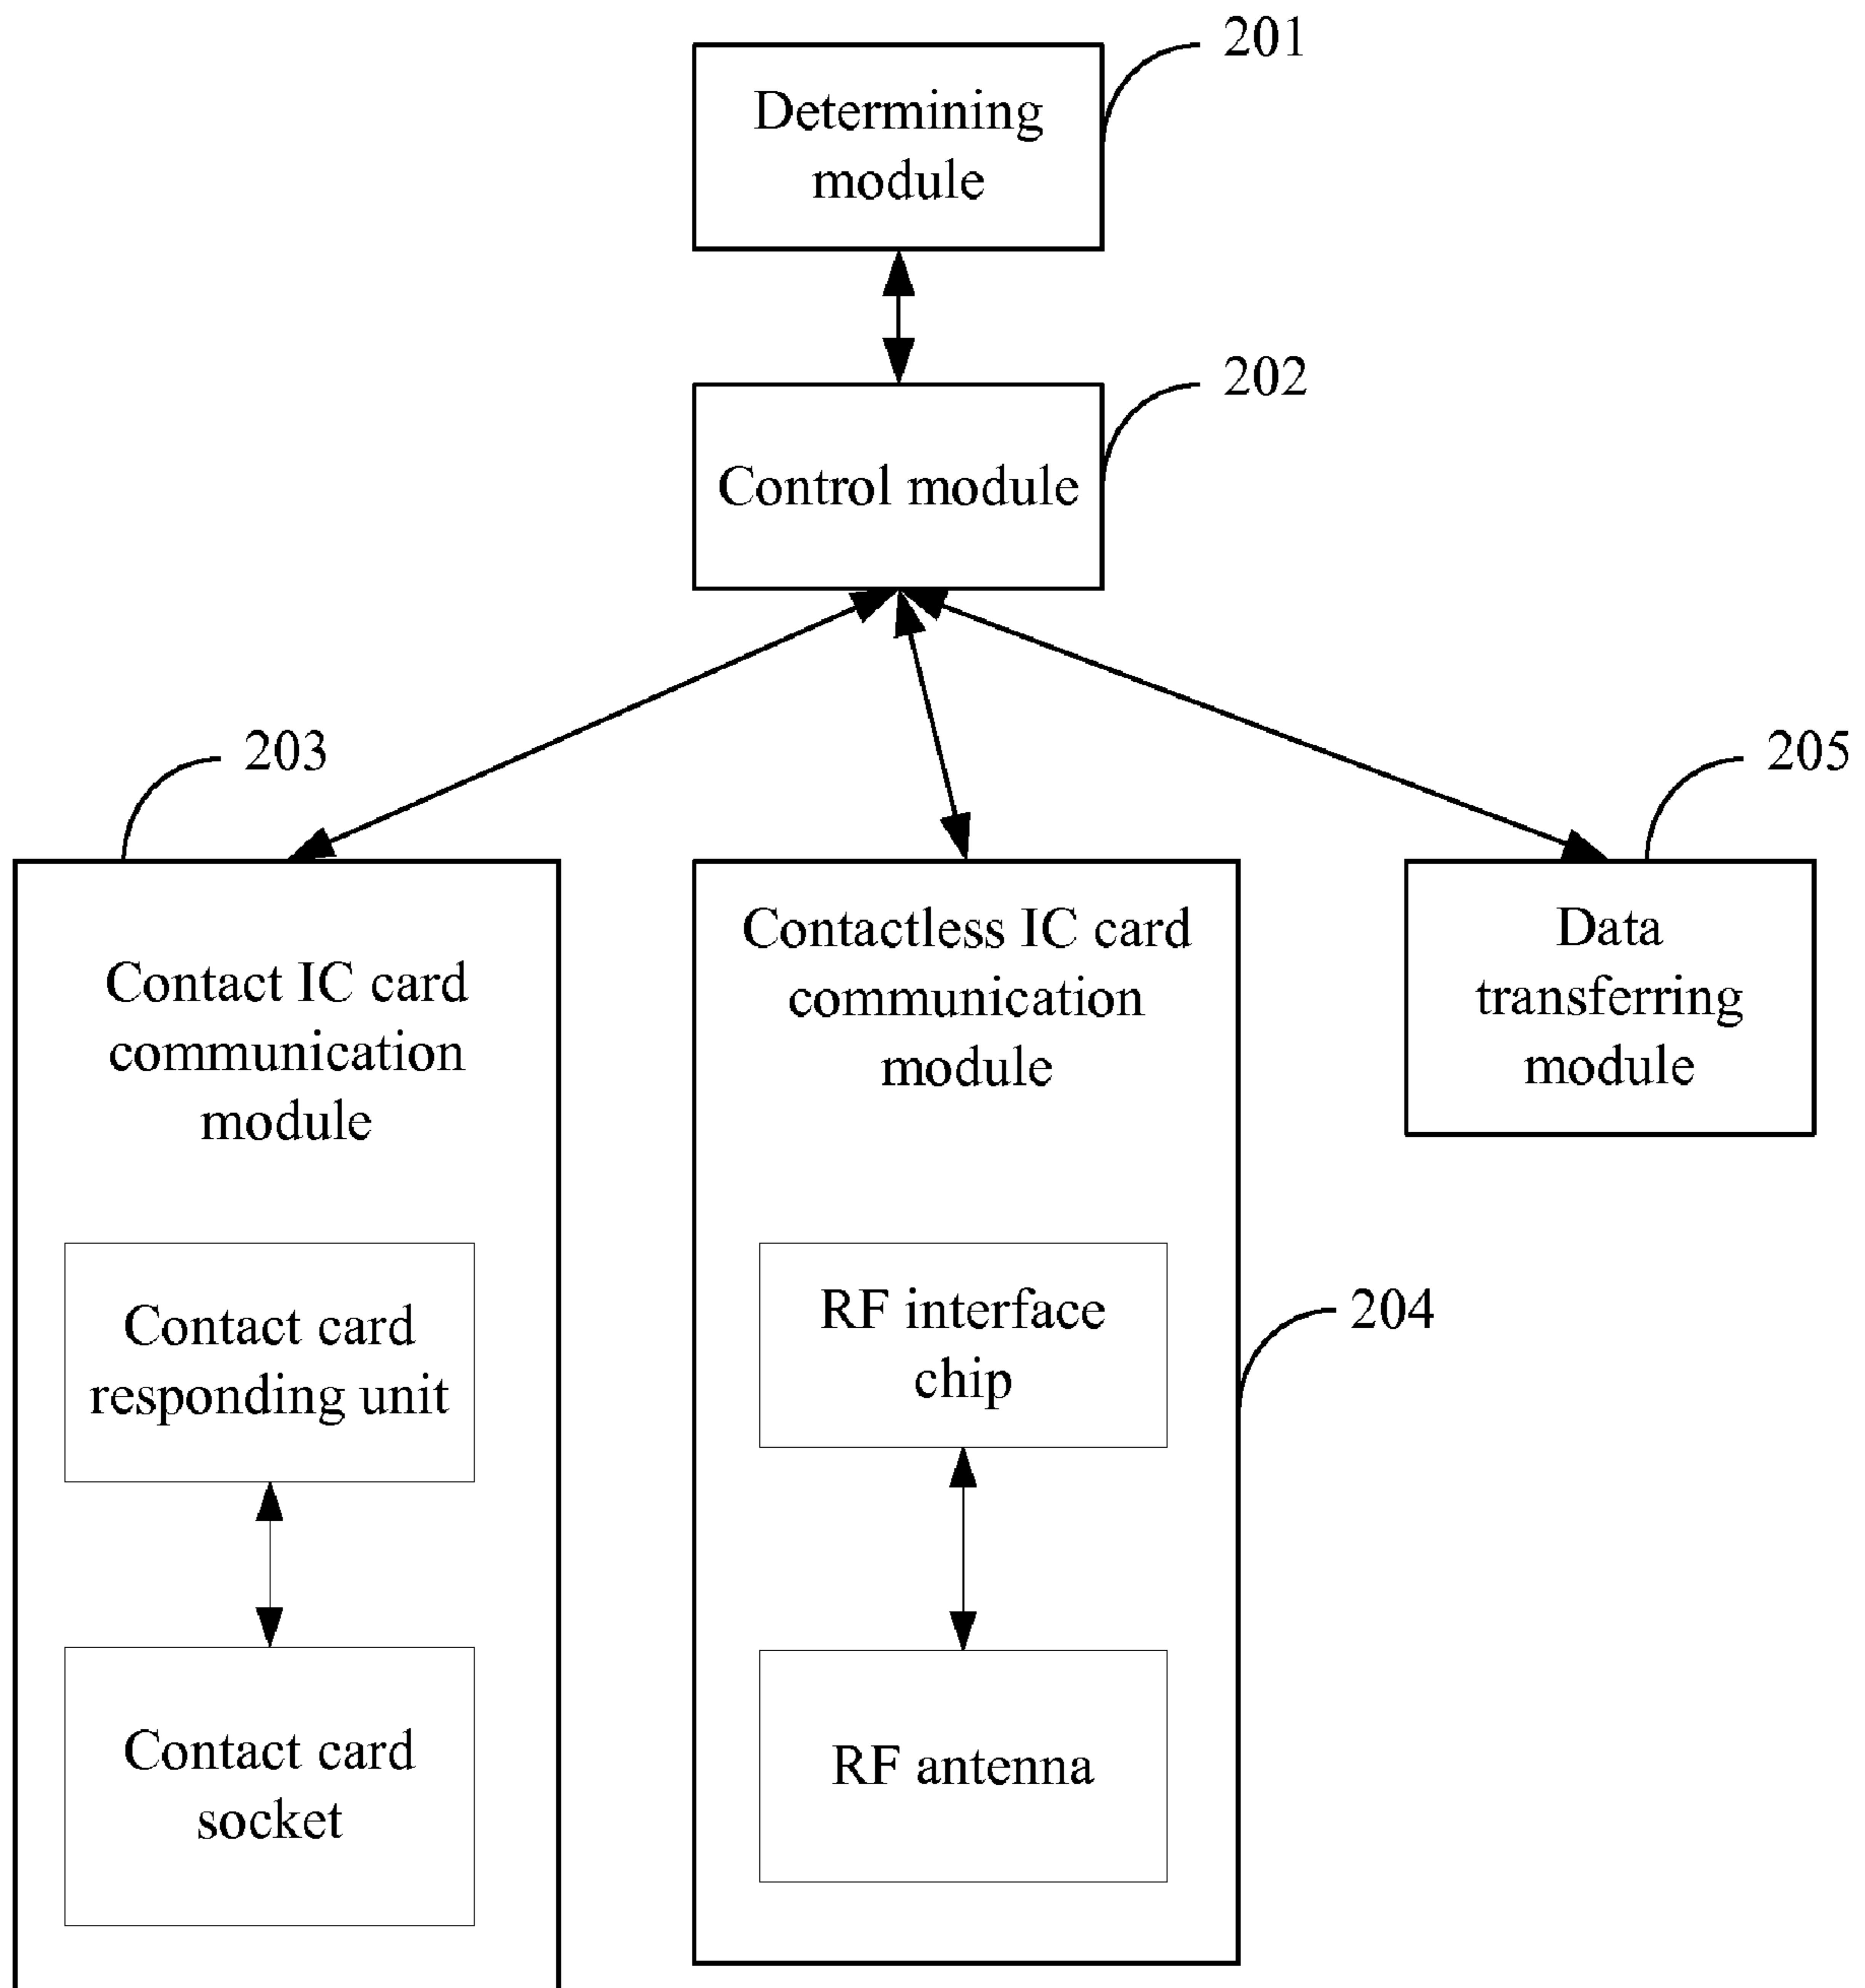 201
Determining
module
202
Control module
203
205
Contact IC card
communication
module
Contactless IC card
communication
module
Data
transferring
module
Contact card
responding unit
RF interface
chip
204
Contact card
socket
RF antenna